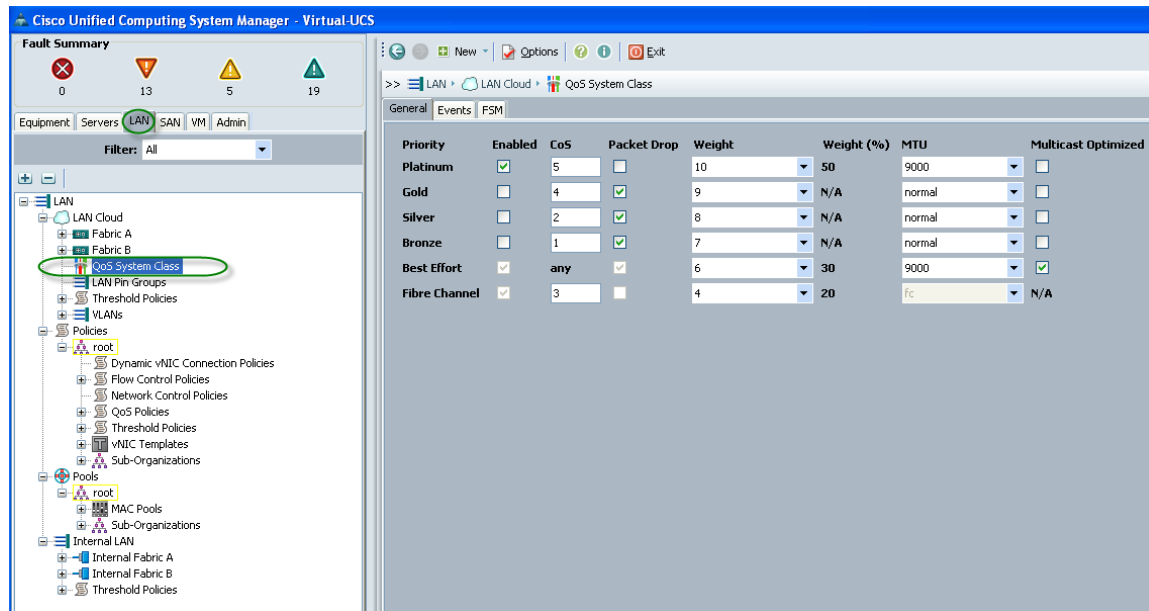 Cisco Unified Computing System Manager - Virtual-UCS
Fault Summary
0 13 5 19
Equipment Servers LAN SAN VM Admin
Filter: All
LAN
LAN Cloud
Fabric A
Fabric B
QoS System Class
LAN Pin Groups
Threshold Policies
VLANs
Policies
root
Dynamic vNIC Connection Policies
Flow Control Policies
Network Control Policies
QoS Policies
Threshold Policies
vNIC Templates
Sub-Organizations
Pools
root
MAC Pools
Sub-Organizations
Internal LAN
Internal Fabric A
Internal Fabric B
Threshold Policies
New Options Exit
>> LAN LAN Cloud QoS System Class
General Events FSM
Priority Enabled CoS Packet Drop Weight Weight (%) MTU Multicast Optimized
Platinum 5 10 50 9000
Gold 4 9 N/A normal
Silver 2 8 N/A normal
Bronze 1 7 N/A normal
Best Effort any 6 30 9000
Fibre Channel 3 4 20 fc N/A